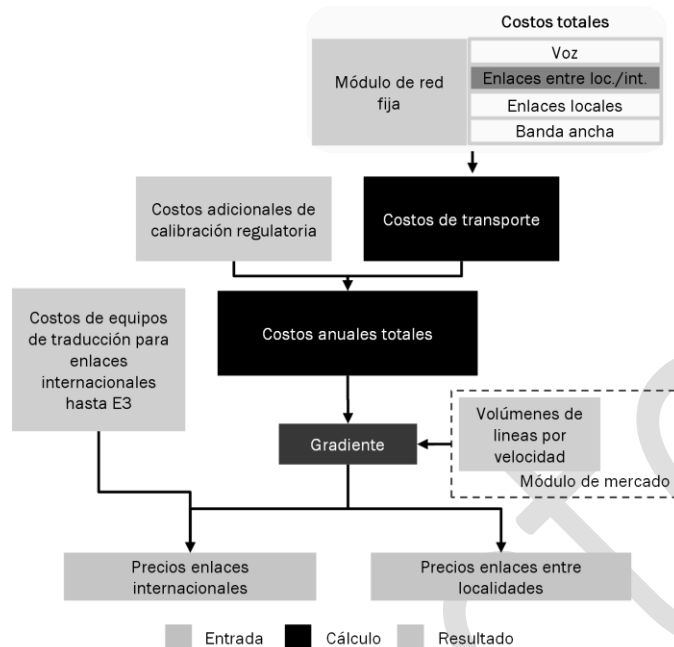 Costos totales
Módulo de red
fija
Voz
Enlaces entre loc./int.
Enlaces locales
Banda ancha
Costos adicionales de
calibración regulatoria
Costos de transporte
Costos de equipos
de traducción para
enlaces
internacionales
hasta E3
Costos anuales totales
Gradiente
Volúmenes de
lineas por
velocidad
Módulo de mercado
Precios enlaces
internacionales
Precios enlaces entre
localidades
Entrada
Cálculo
Resultado